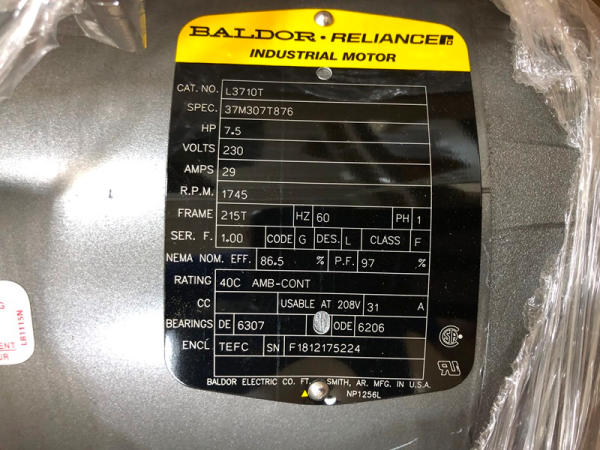 BALDOR · RELIANCE
INDUSTRIAL MOTOR
CAT. NO. L3710T
SPEC. 37M307T876
HP 7.5
VOLTS 230
AMPS 29
R.P.M. 1745
FRAME 215T HZ 60 PH 1
SER. F. 1.00 CODE G DES. L CLASS F
NEMA NOM. EFF. 86.5 % P.F. 97 %
RATING 40C AMB-CONT
CC USABLE AT 208V 31 A
BEARINGS DE 6307 ODE 6206
ENCL TEFC SN F1812175224
BALDOR ELECTRIC CO. FT. SMITH, AR. MFG. IN U.S.A.
NP1256L
LR1115N